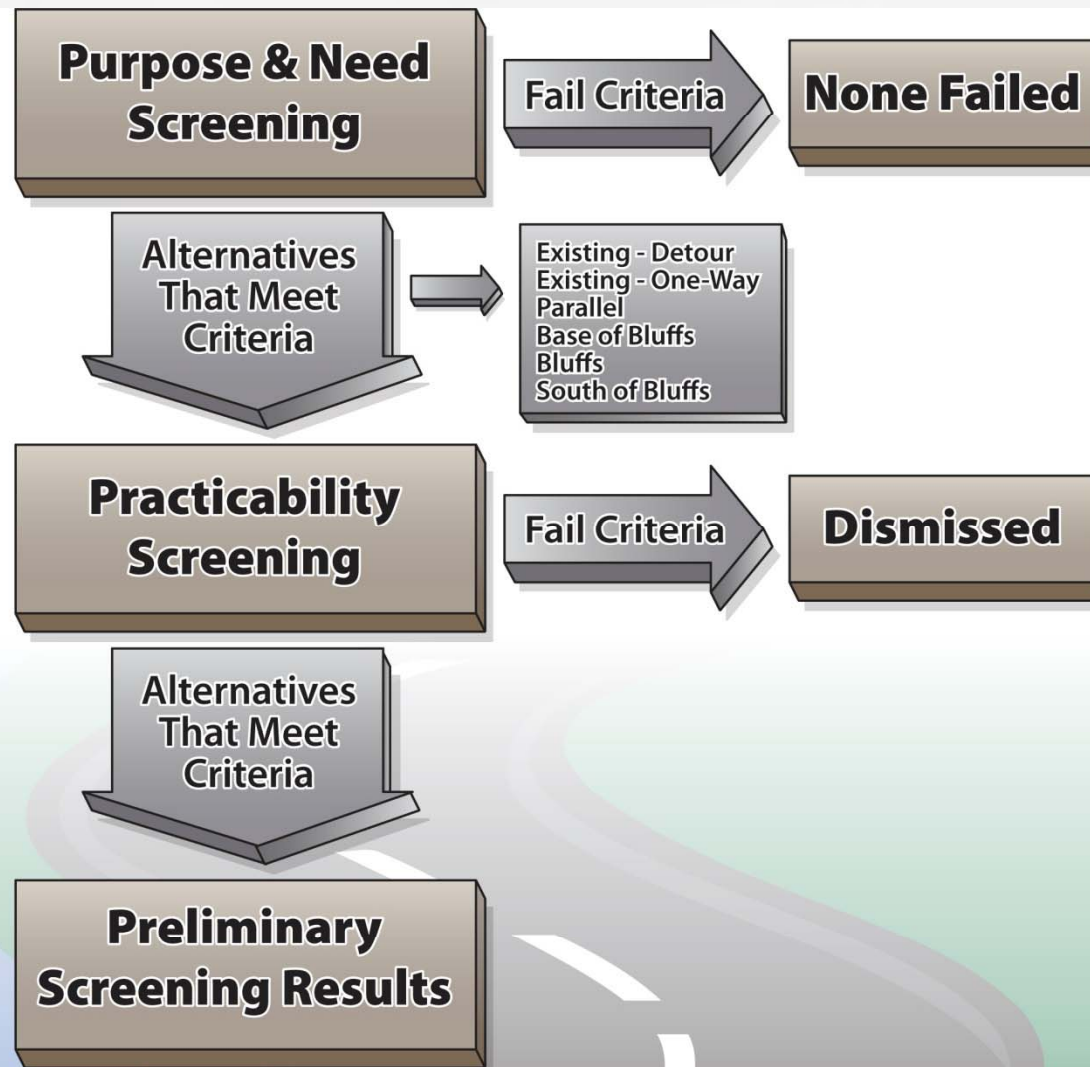 Purpose & Need
Screening
Fail Criteria
None Failed
Alternatives
That Meet
Criteria
Existing - Detour
Existing - One-Way
Parallel
Base of Bluffs
Bluffs
South of Bluffs
Practicability
Screening
Fail Criteria
Dismissed
Alternatives
That Meet
Criteria
Preliminary
Screening Results